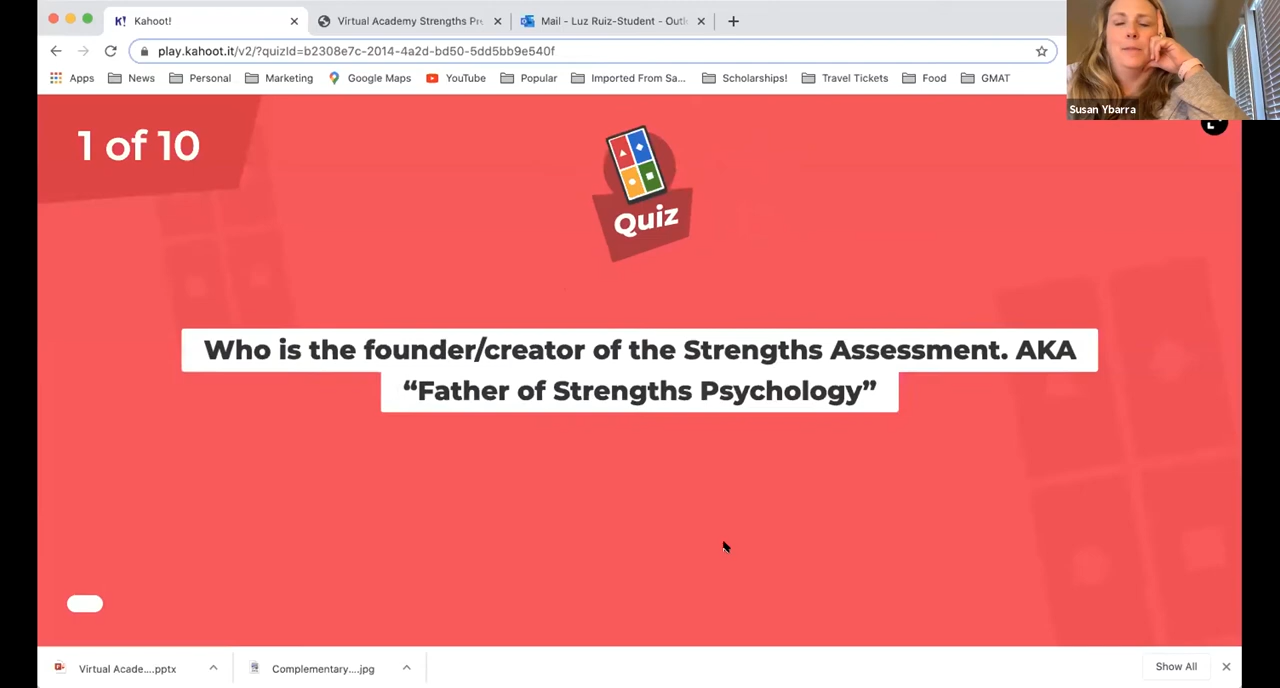 Kahoot!
Virtual Academy Strengths Pr
Mail - Luz Ruiz-Student - Outl
play.kahoot.it/v2/?quizId=b2308e7c-2014-4a2d-bd50-5dd5bb9e540f
Apps News Personal Marketing Google Maps YouTube Popular Imported From Sa... Scholarships! Travel Tickets Food GMAT
Susan Ybarra
1 of 10
Quiz
Who is the founder/creator of the Strengths Assessment. AKA
“Father of Strengths Psychology”
Virtual Acade....pptx
Complementary....jpg
Show All